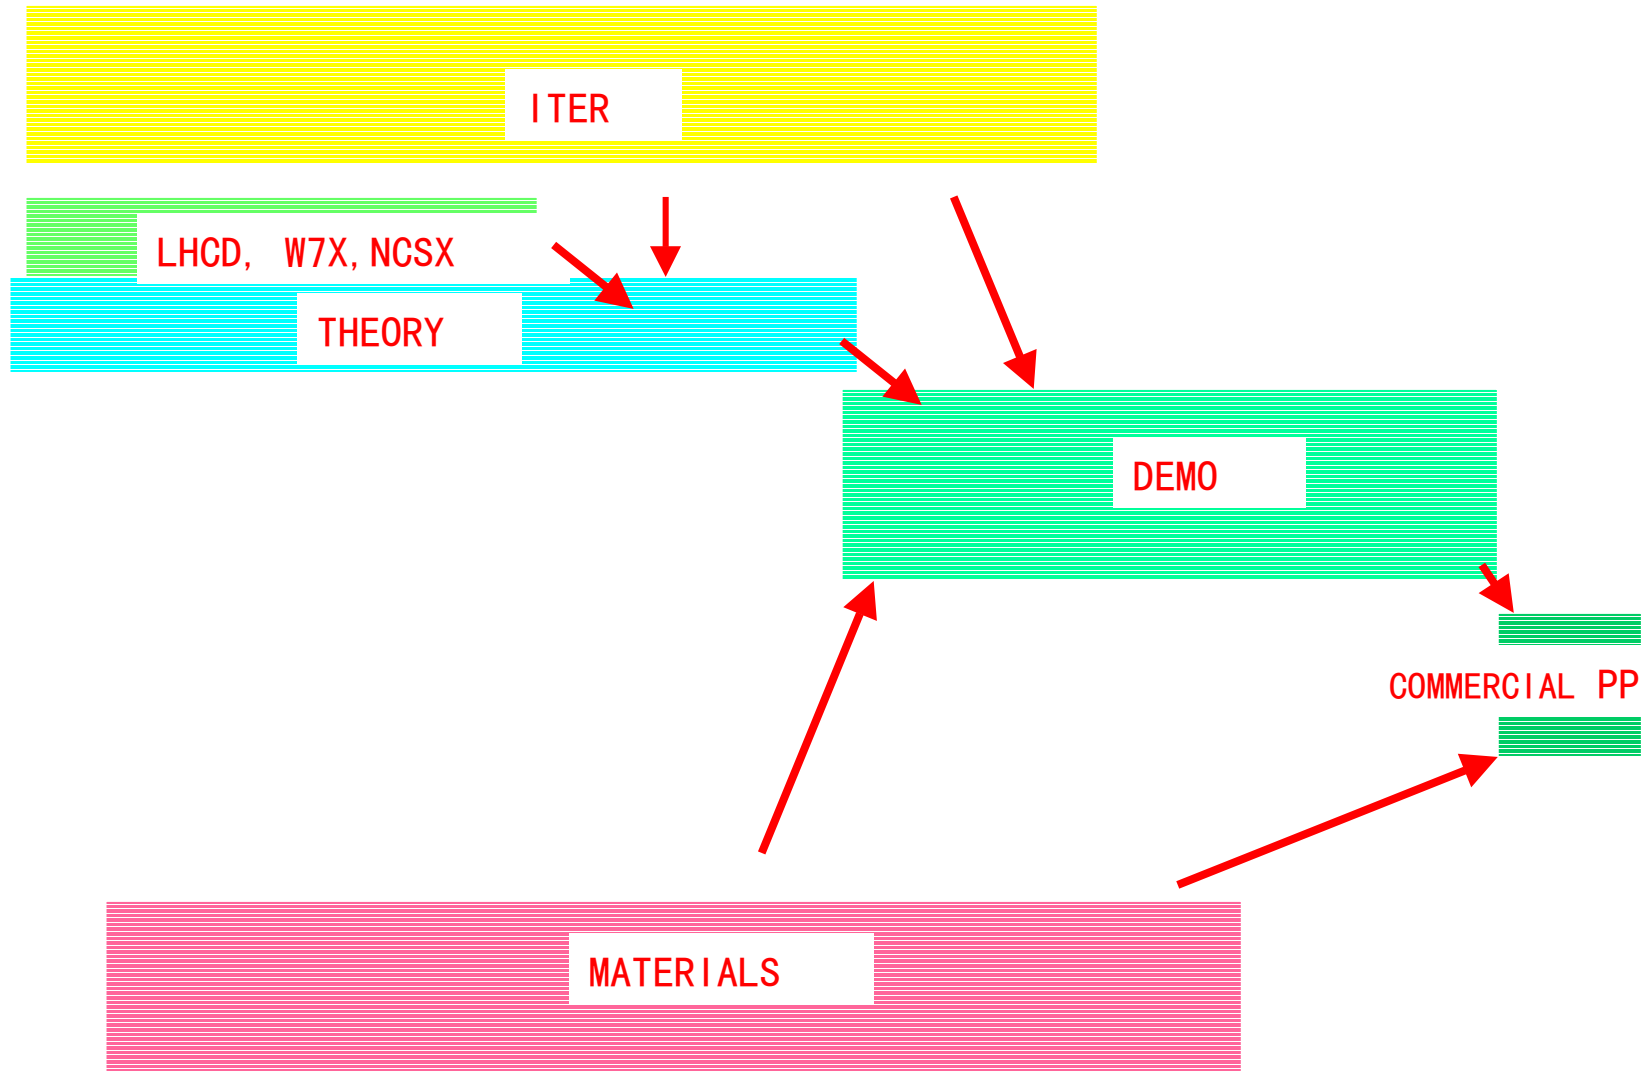 ITER
LHCD, W7X,NCSX
THEORY
DEMO
COMMERCIAL PP
MATERIALS